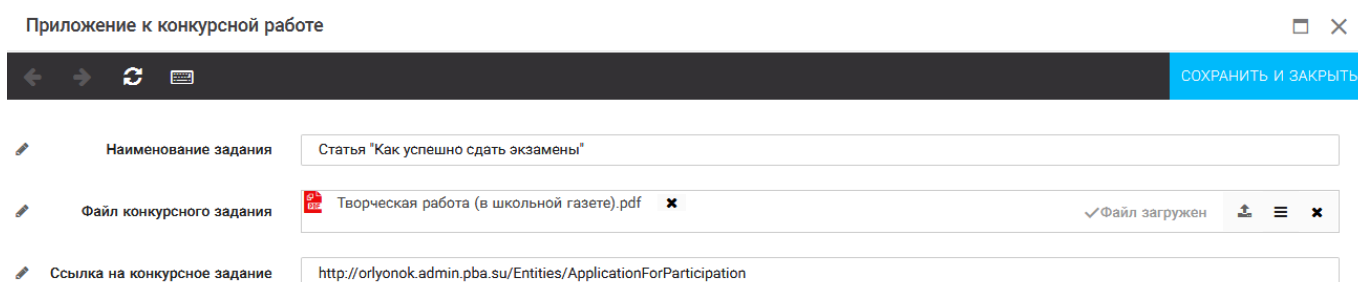 Приложение к конкурсной работе
СОХРАНИТЬ И ЗАКРЫТЬ
Наименование задания Статья "Как успешно сдать экзамены"
Файл конкурсного задания Творческая работа (в школьной газете).pdf Файл загружен
Ссылка на конкурсное задание http://orlyonok.admin.pba.su/Entities/ApplicationForParticipation